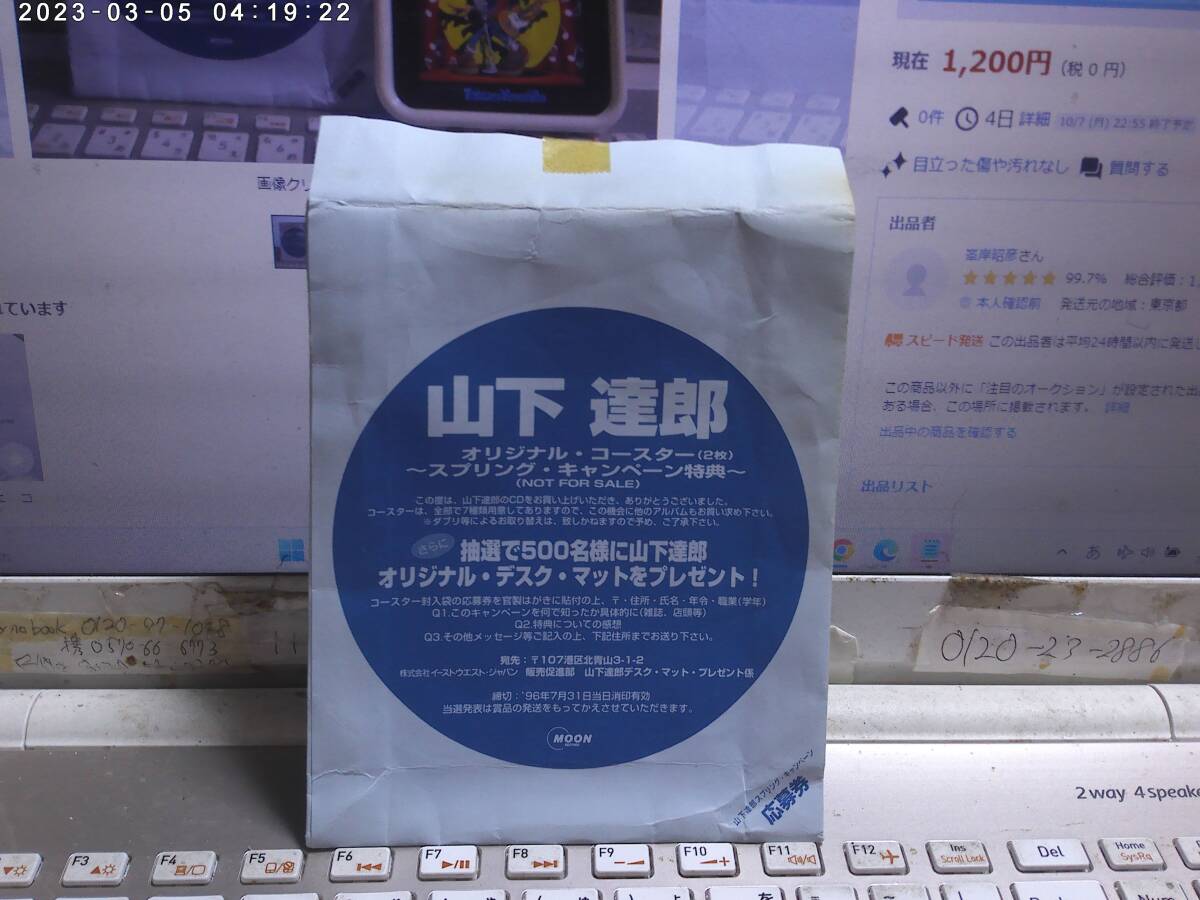 2023-03-05 04:19:22
現在 1,200円 (税 0 円)
0件 4日 詳細 10/7 (月) 22:55 終了予定
目立った傷や汚れなし 質問する
画像クリ
出品者
峯岸昭彦さん
99.7% 総合評価：1,
本人確認前 発送元の地域：東京都
れています
スピード発送 この出品者は平均24時間以内に発送し
この商品以外に「注目のオークション」が設定された出
ある場合、この場所に掲載されます。 詳細
出品中の商品を確認する
出品リスト
山下 達郎
オリジナル・コースター(2枚)
～スプリング・キャンペーン特典～
(NOT FOR SALE)
この度は、山下達郎のCDをお買い上げいただき、ありがとうございました。
コースターは、全部で7種類用意してありますので、この機会に他のアルバムもお買い求め下さい。
※ダブリ等によるお取り替えは、致しかねますので予め、ご了承下さい。
さらに 抽選で500名様に山下達郎
オリジナル・デスク・マットをプレゼント！
コースター封入袋の応募券を官製はがきに貼付の上、〒・住所・氏名・年令・職業(学年)
Q1.このキャンペーンを何で知ったか具体的に(雑誌、店頭等)
Q2.特典についての感想
Q3.その他メッセージ等ご記入の上、下記住所までお送り下さい。
宛先：〒107港区北青山3-1-2
株式会社イーストウエスト・ジャパン 販売促進部 山下達郎デスク・マット・プレゼント係
締切：'96年7月31日当日消印有効
当選発表は賞品の発送をもってかえさせていただきます。
MOON
山下達郎スプリング・キャンペーン
応募券
あ
0120-97-1048
0570 66 6773
0120-23-2886
2way 4speake
F3 F4 F5 F6 F7 F8 F9 F10 F11 F12 Ins Del Home
Scroll Lock SysRq